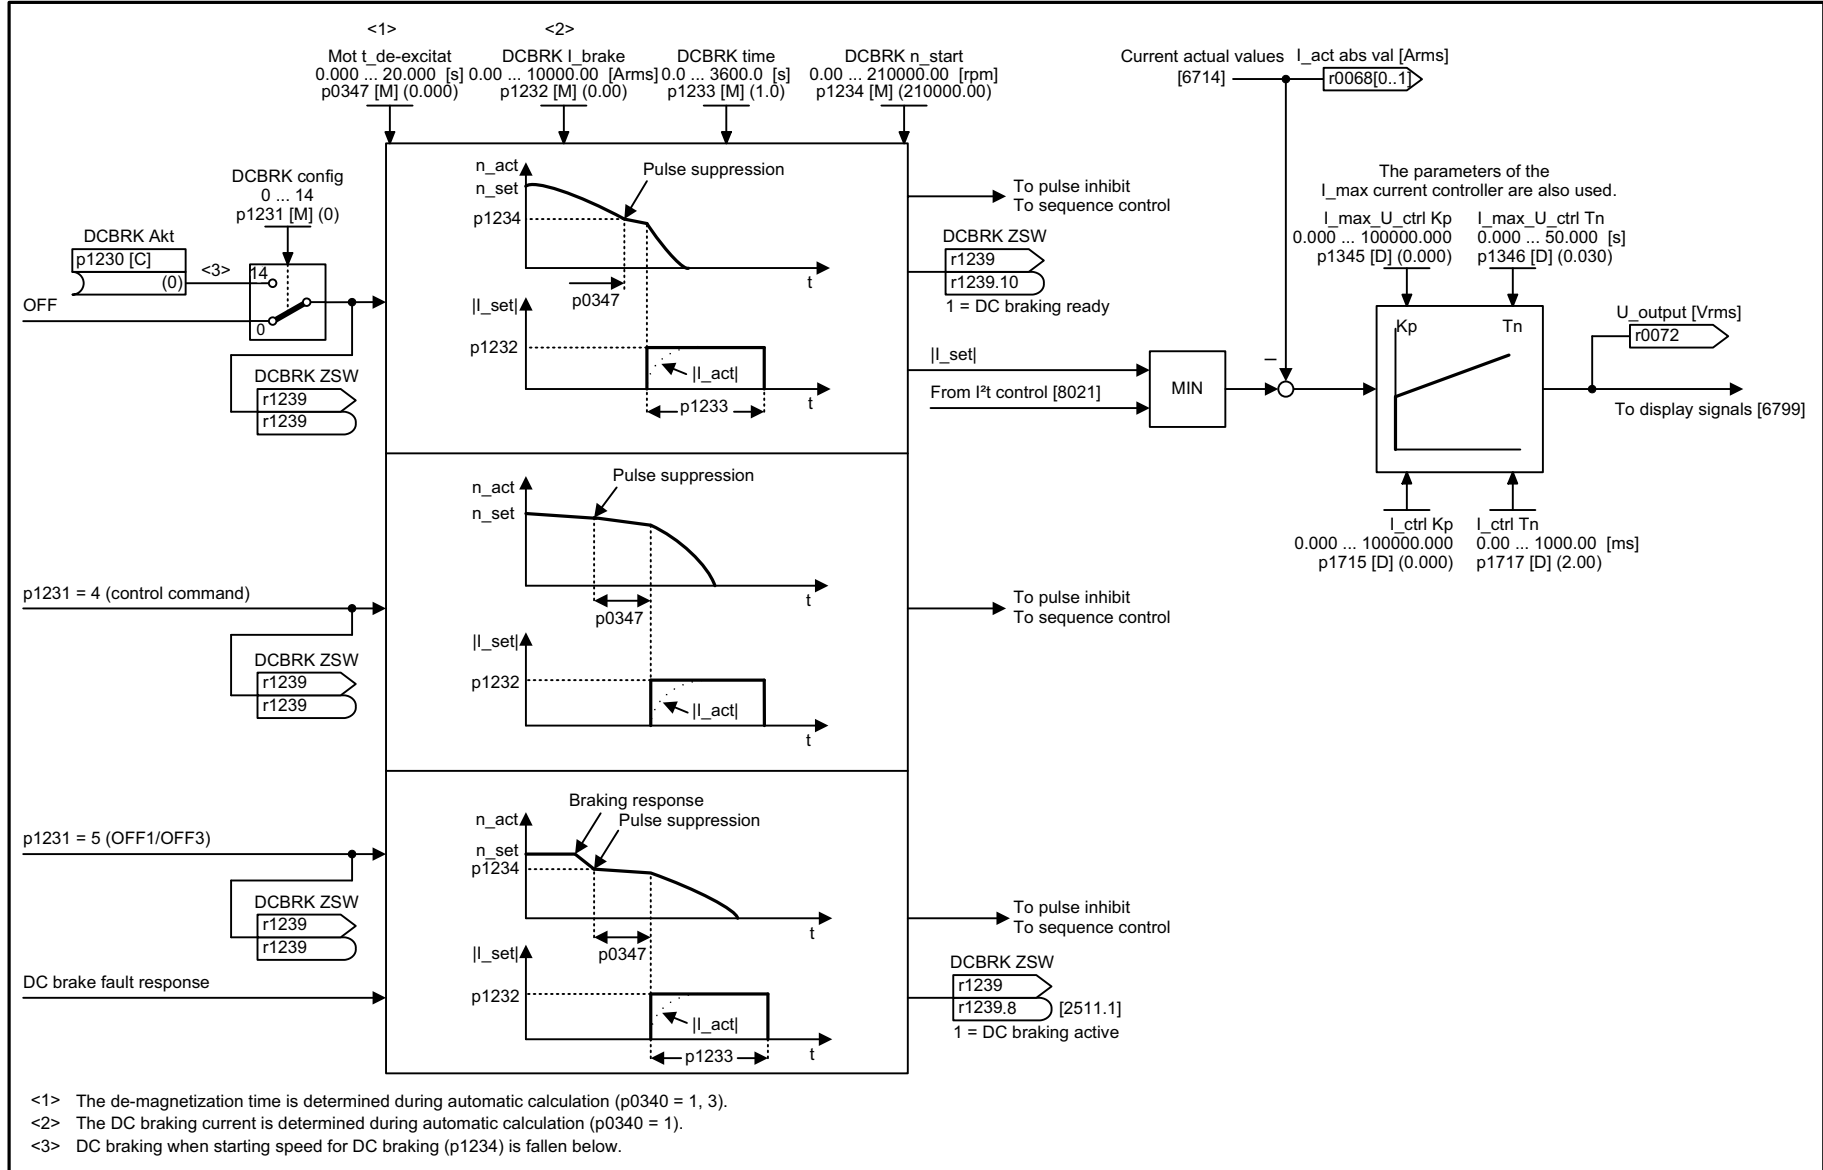 <1>
Mot t_de-excitat
0.000 ... 20.000 [s]
p0347 [M] (0.000)
<2>
DCBRK I_brake
0.00 ... 10000.00 [Arms]
p1232 [M] (0.00)
DCBRK time
0.0 ... 3600.0 [s]
p1233 [M] (1.0)
DCBRK n_start
0.00 ... 210000.00 [rpm]
p1234 [M] (210000.00)
Current actual values
[6714]
I_act abs val [Arms]
r0068[0..1]
DCBRK config
0 ... 14
p1231 [M] (0)
DCBRK Akt
p1230 [C]
(0)
<3>
14
0
OFF
DCBRK ZSW
r1239
r1239
n_act
n_set
p1234
Pulse suppression
t
p0347
|I_set|
p1232
|I_act|
p1233
t
To pulse inhibit
To sequence control
DCBRK ZSW
r1239
r1239.10
1 = DC braking ready
|I_set|
From I²t control [8021]
MIN
–
The parameters of the
I_max current controller are also used.
I_max_U_ctrl Kp
0.000 ... 100000.000
p1345 [D] (0.000)
I_max_U_ctrl Tn
0.000 ... 50.000 [s]
p1346 [D] (0.030)
Kp
Tn
I_ctrl Kp
0.000 ... 100000.000
p1715 [D] (0.000)
I_ctrl Tn
0.00 ... 1000.00 [ms]
p1717 [D] (2.00)
U_output [Vrms]
r0072
To display signals [6799]
p1231 = 4 (control command)
DCBRK ZSW
r1239
r1239
n_act
n_set
Pulse suppression
t
p0347
|I_set|
p1232
|I_act|
t
To pulse inhibit
To sequence control
p1231 = 5 (OFF1/OFF3)
DCBRK ZSW
r1239
r1239
DC brake fault response
Braking response
Pulse suppression
n_act
n_set
p1234
t
p0347
|I_set|
p1232
|I_act|
p1233
t
To pulse inhibit
To sequence control
DCBRK ZSW
r1239
r1239.8
[2511.1]
1 = DC braking active
<1> The de-magnetization time is determined during automatic calculation (p0340 = 1, 3).
<2> The DC braking current is determined during automatic calculation (p0340 = 1).
<3> DC braking when starting speed for DC braking (p1234) is fallen below.